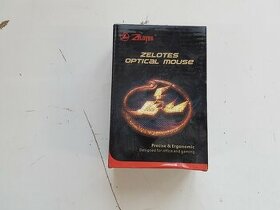 ZELOTES
ZELOTES
OPTICAL MOUSE
Precise & Ergonomic
Designed for office and gaming